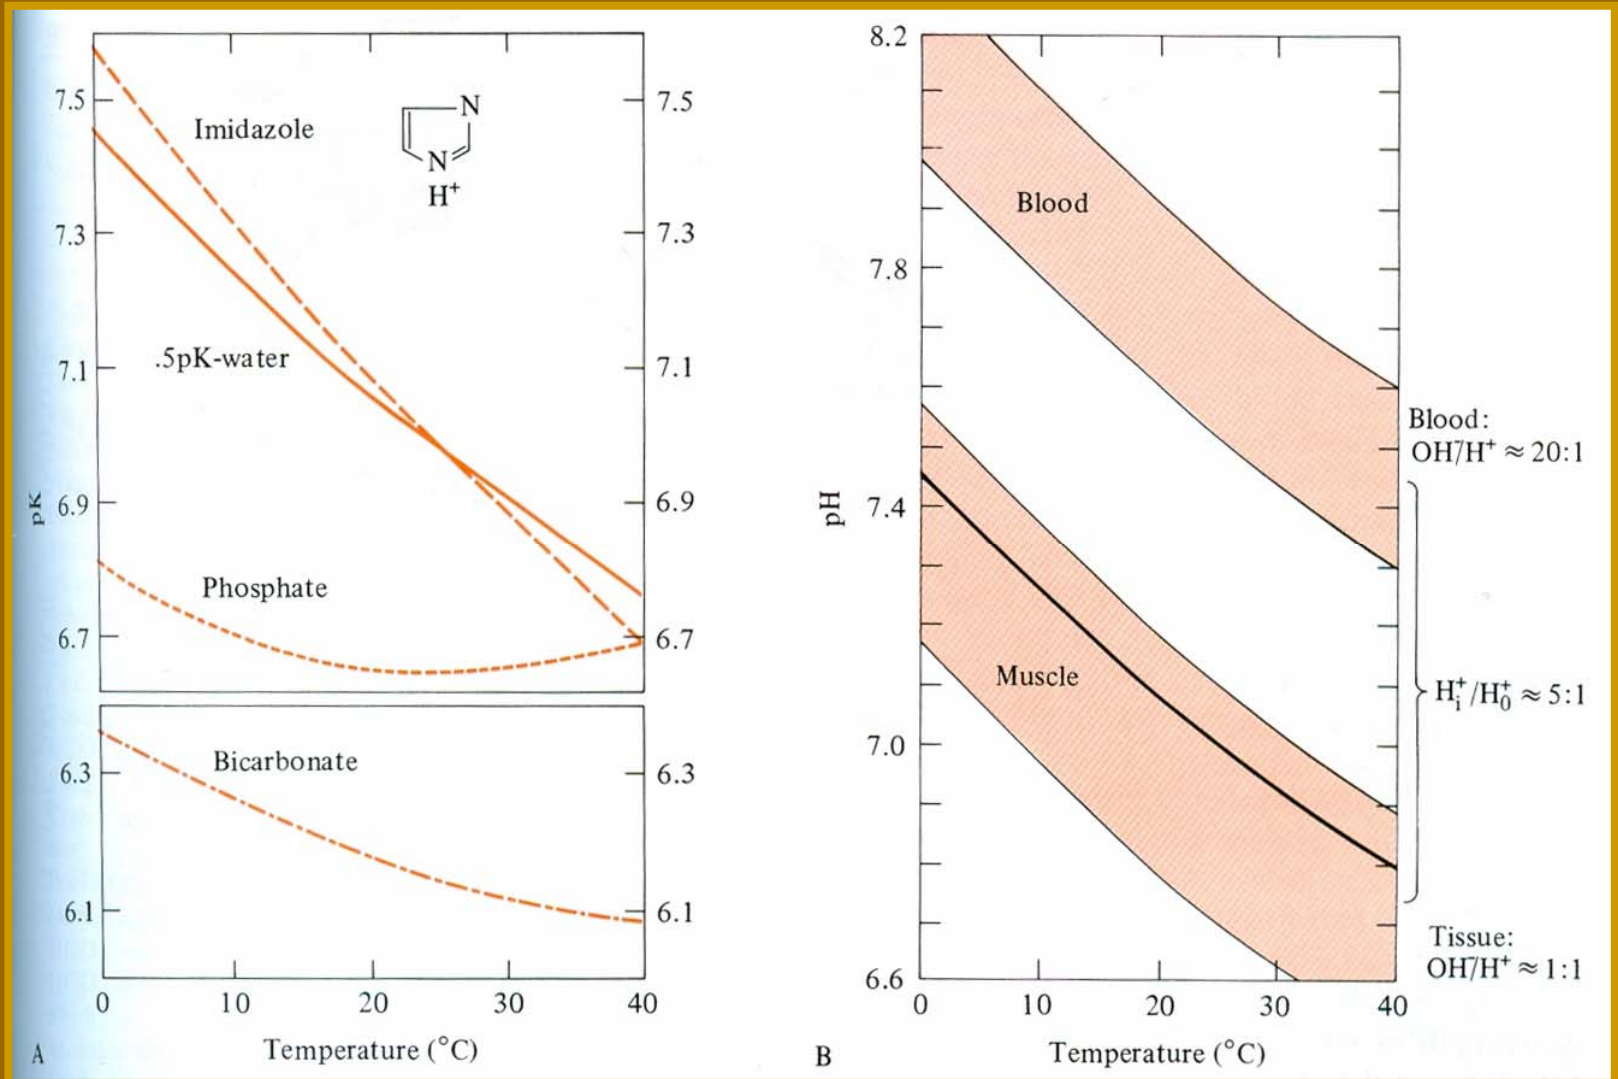 7.5
7.3
7.1
6.9
6.7
6.3
6.1
pK
Imidazole
N
N
H⁺
.5pK-water
Phosphate
Bicarbonate
7.5
7.3
7.1
6.9
6.7
6.3
6.1
0 10 20 30 40
Temperature (°C)
A
8.2
7.8
7.4
7.0
6.6
pH
Blood
Muscle
Blood:
OH⁻/H⁺ ≈ 20:1
Hᵢ⁺/H₀⁺ ≈ 5:1
Tissue:
OH⁻/H⁺ ≈ 1:1
0 10 20 30 40
Temperature (°C)
B